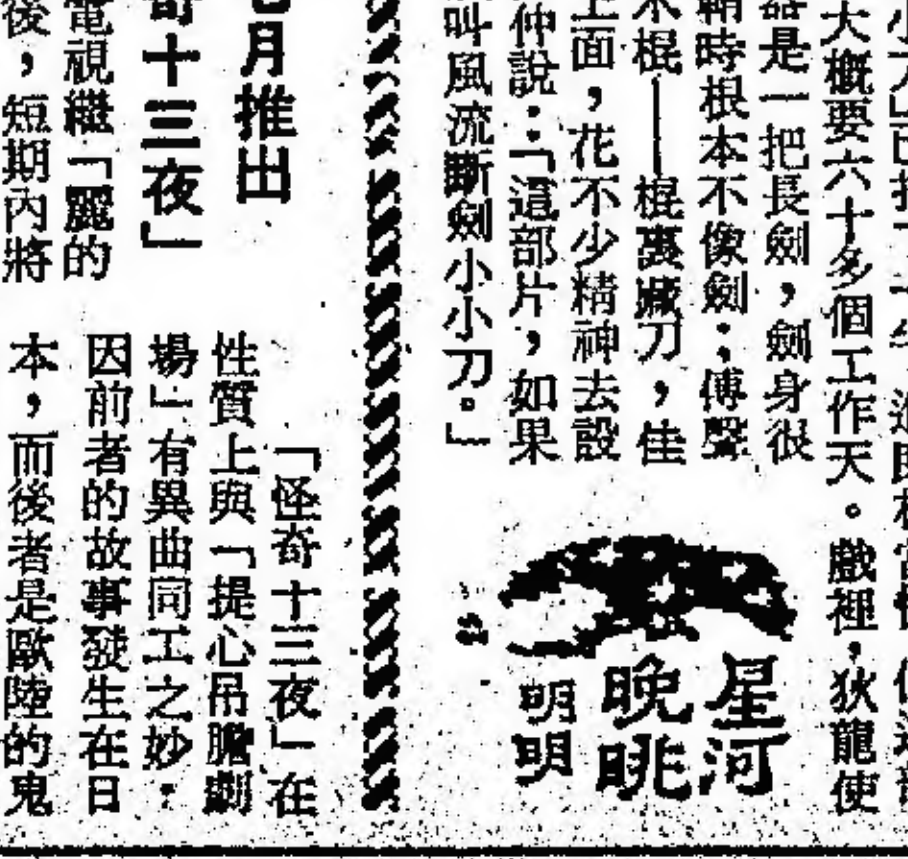 大概要六十多個工作天。戲裡,狄龍使
器是一把長劍,劍身很
鞘時根本不像劍;傅聲
木棍——棍裏藏刀,佳
上面,花不少精神去設
仲說:「這部片,如果
叫風流斷劍小小刀。」
星河
晚眺
明明
月推出
奇十三夜」
電視繼「麗的
後,短期內將
「怪奇十三夜」在
性質上與「提心吊膽劇
場」有異曲同工之妙,
因前者的故事發生在日
本,而後者是歐陸的鬼